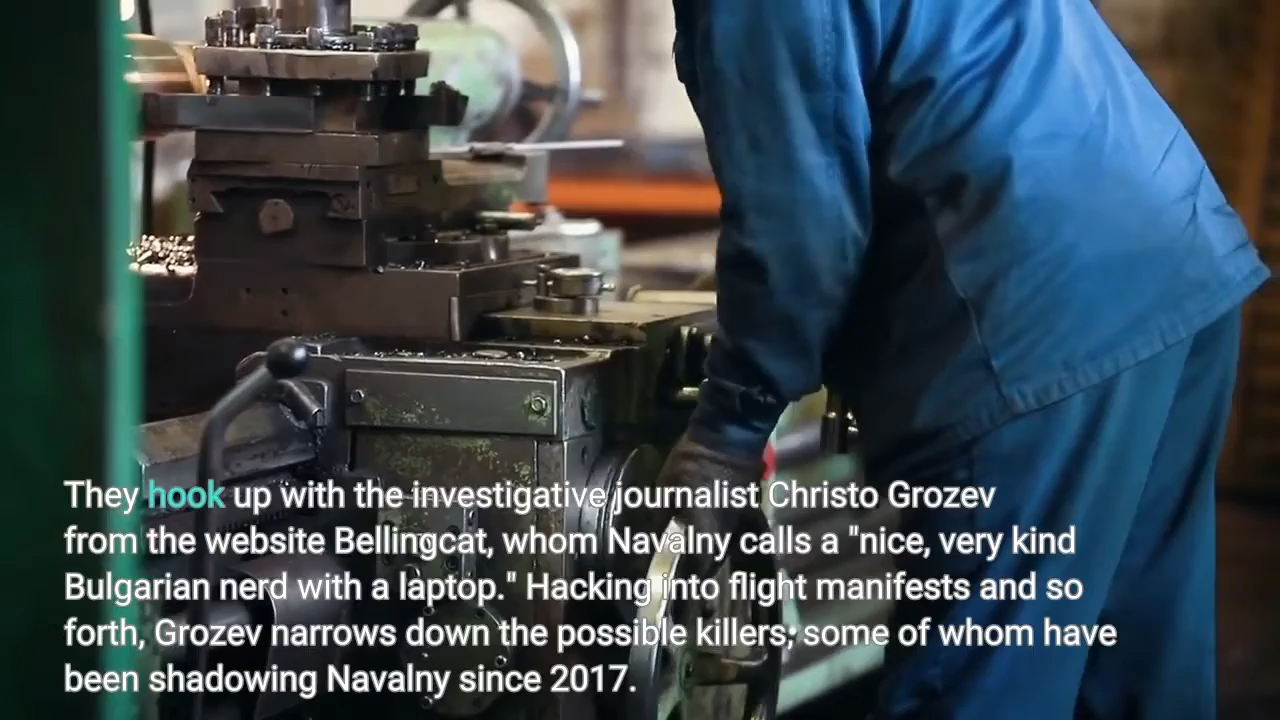 They hook up with the investigative journalist Christo Grozev
from the website Bellingcat, whom Navalny calls a "nice, very kind
Bulgarian nerd with a laptop." Hacking into flight manifests and so
forth, Grozev narrows down the possible killers; some of whom have
been shadowing Navalny since 2017.